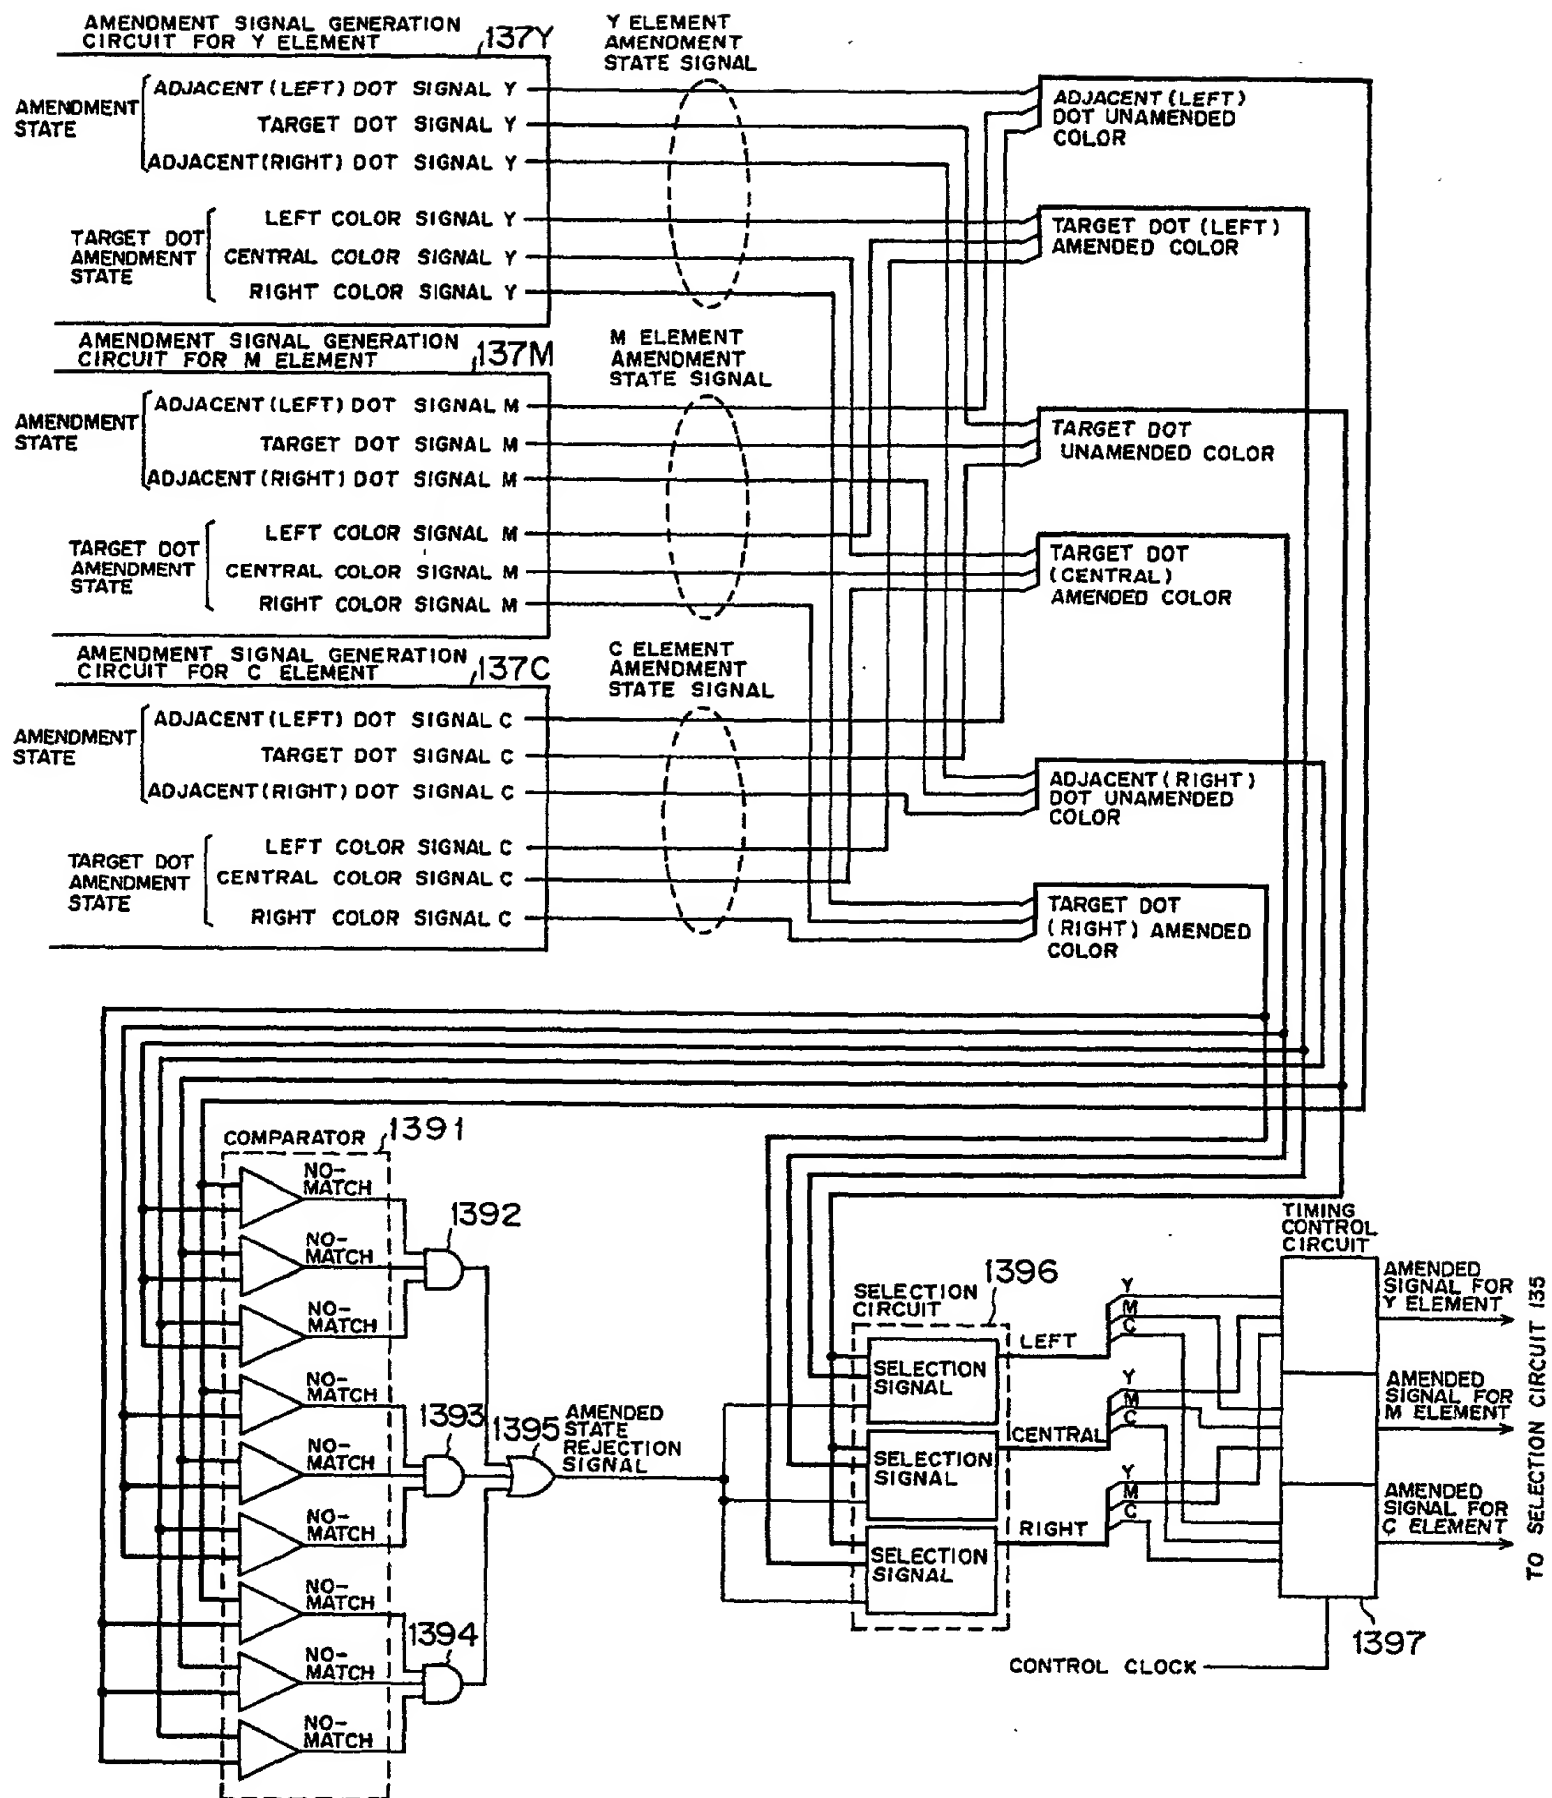 AMENDMENT SIGNAL GENERATION
CIRCUIT FOR Y ELEMENT
137Y
AMENDMENT
STATE
ADJACENT (LEFT) DOT SIGNAL Y
TARGET DOT SIGNAL Y
ADJACENT (RIGHT) DOT SIGNAL Y
TARGET DOT
AMENDMENT
STATE
LEFT COLOR SIGNAL Y
CENTRAL COLOR SIGNAL Y
RIGHT COLOR SIGNAL Y
Y ELEMENT
AMENDMENT
STATE SIGNAL
AMENDMENT SIGNAL GENERATION
CIRCUIT FOR M ELEMENT
137M
AMENDMENT
STATE
ADJACENT (LEFT) DOT SIGNAL M
TARGET DOT SIGNAL M
ADJACENT (RIGHT) DOT SIGNAL M
TARGET DOT
AMENDMENT
STATE
LEFT COLOR SIGNAL M
CENTRAL COLOR SIGNAL M
RIGHT COLOR SIGNAL M
M ELEMENT
AMENDMENT
STATE SIGNAL
AMENDMENT SIGNAL GENERATION
CIRCUIT FOR C ELEMENT
137C
AMENDMENT
STATE
ADJACENT (LEFT) DOT SIGNAL C
TARGET DOT SIGNAL C
ADJACENT (RIGHT) DOT SIGNAL C
TARGET DOT
AMENDMENT
STATE
LEFT COLOR SIGNAL C
CENTRAL COLOR SIGNAL C
RIGHT COLOR SIGNAL C
C ELEMENT
AMENDMENT
STATE SIGNAL
ADJACENT (LEFT)
DOT UNAMENDED
COLOR
TARGET DOT (LEFT)
AMENDED COLOR
TARGET DOT
UNAMENDED COLOR
TARGET DOT
(CENTRAL)
AMENDED COLOR
ADJACENT (RIGHT)
DOT UNAMENDED
COLOR
TARGET DOT
(RIGHT) AMENDED
COLOR
COMPARATOR
1391
NO-
MATCH
NO-
MATCH
NO-
MATCH
NO-
MATCH
NO-
MATCH
NO-
MATCH
NO-
MATCH
NO-
MATCH
NO-
MATCH
1392
1393
1394
1395
AMENDED
STATE
REJECTION
SIGNAL
SELECTION
CIRCUIT
1396
SELECTION
SIGNAL
SELECTION
SIGNAL
SELECTION
SIGNAL
LEFT
Y
M
C
CENTRAL
Y
M
C
RIGHT
Y
M
C
TIMING
CONTROL
CIRCUIT
1397
CONTROL CLOCK
AMENDED
SIGNAL FOR
Y ELEMENT
AMENDED
SIGNAL FOR
M ELEMENT
AMENDED
SIGNAL FOR
C ELEMENT
TO SELECTION CIRCUIT 135